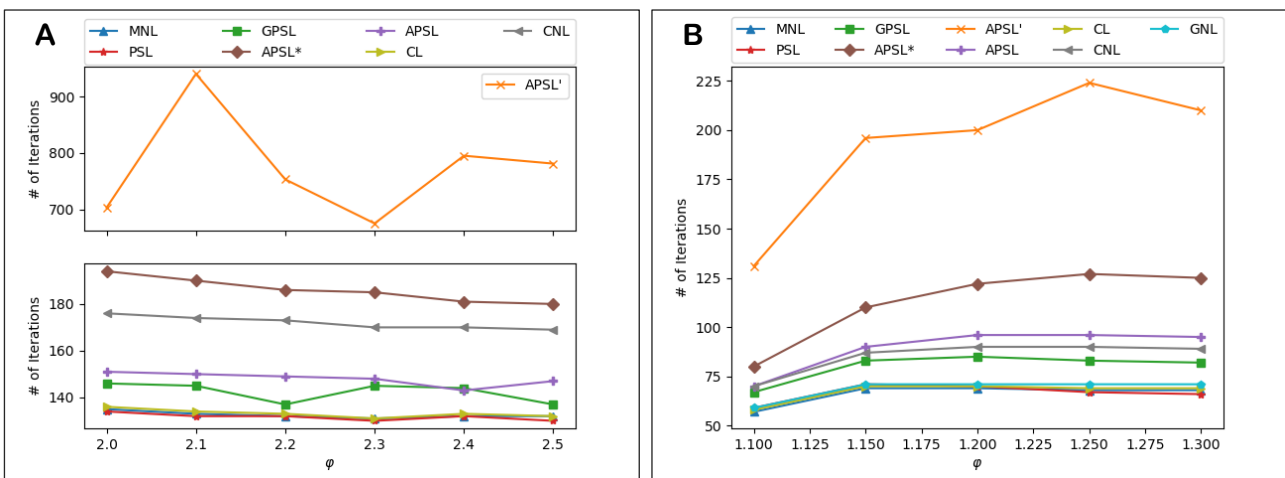 A
MNL GPSL APSL CNL
PSL APSL* CL
APSL'
# of Iterations
900
800
700
# of Iterations
180
160
140
2.0 2.1 2.2 2.3 2.4 2.5
φ
B
MNL GPSL APSL' CL GNL
PSL APSL* APSL CNL
# of Iterations
225
200
175
150
125
100
75
50
1.100 1.125 1.150 1.175 1.200 1.225 1.250 1.275 1.300
φ